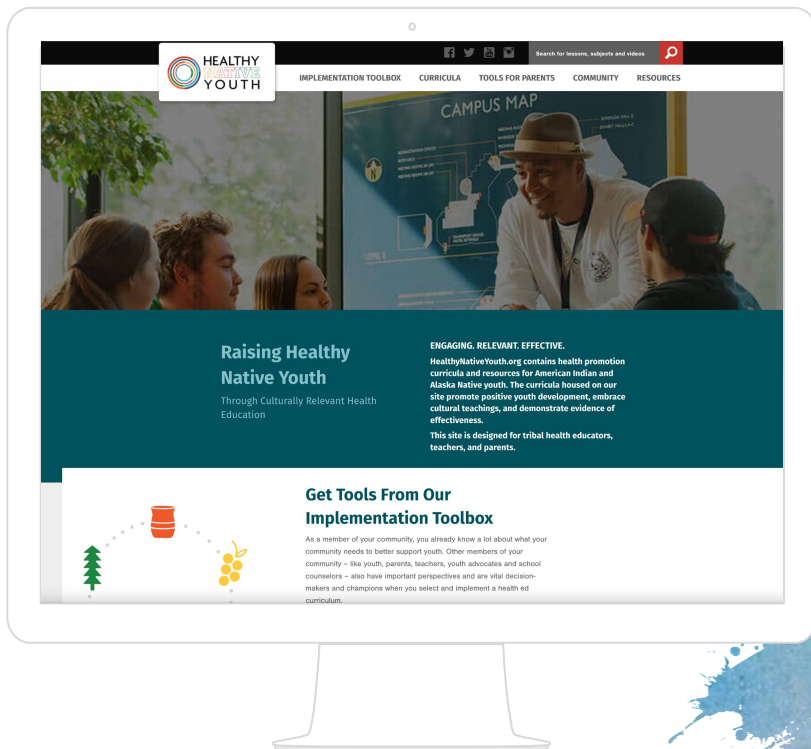 HEALTHY
NATIVE
YOUTH
Search for lessons, subjects and videos
IMPLEMENTATION TOOLBOX CURRICULA TOOLS FOR PARENTS COMMUNITY RESOURCES
CAMPUS MAP
LEVEL 2
Raising Healthy
Native Youth
Through Culturally Relevant Health
Education
ENGAGING. RELEVANT. EFFECTIVE.
HealthyNativeYouth.org contains health promotion
curricula and resources for American Indian and
Alaska Native youth. The curricula housed on our
site promote positive youth development, embrace
cultural teachings, and demonstrate evidence of
effectiveness.
This site is designed for tribal health educators,
teachers, and parents.
Get Tools From Our
Implementation Toolbox
As a member of your community, you already know a lot about what your
community needs to better support youth. Other members of your
community – like youth, parents, teachers, youth advocates and school
counselors – also have important perspectives and are vital decision-
makers and champions when you select and implement a health ed
curriculum.